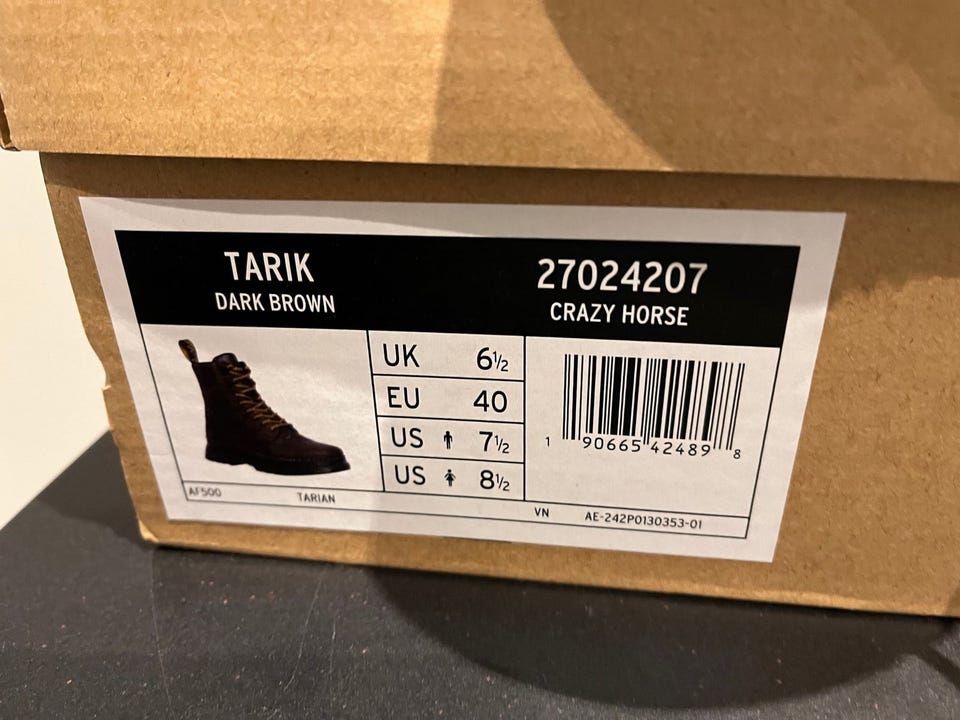 TARIK
DARK BROWN
27024207
CRAZY HORSE
UK 6½
EU 40
US 7½
US 8½
1 90665 42489 8
AF500 TARIAN
VN AE-242P0130353-01